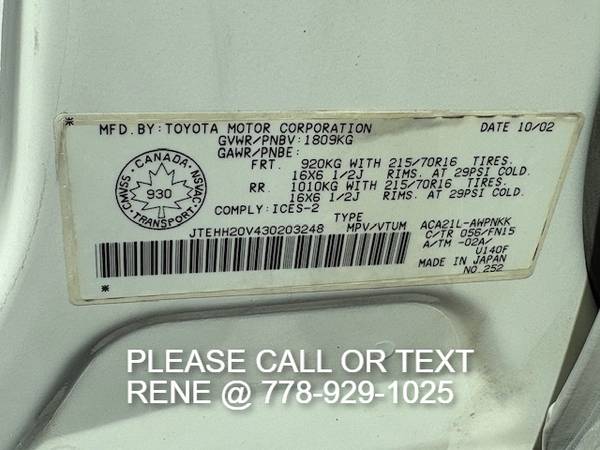 MFD. BY: TOYOTA MOTOR CORPORATION DATE 10/02
GVWR/PNBV: 1809KG
GAWR/PNBE:
FRT. 920KG WITH 215/70R16 TIRES.
16X6 1/2J RIMS. AT 29PSI COLD.
RR. 1010KG WITH 215/70R16 TIRES.
16X6 1/2J RIMS. AT 29PSI COLD.
CANADA
CMVSS NSVAC
930
TRANSPORT
COMPLY: ICES-2
TYPE
JTEHH20V430203248 MPV/VTUM
ACA21L-AWPNKK
C/TR 056/FN15
A/TM -02A/
U140F
MADE IN JAPAN
NO. 252
PLEASE CALL OR TEXT
RENE @ 778-929-1025